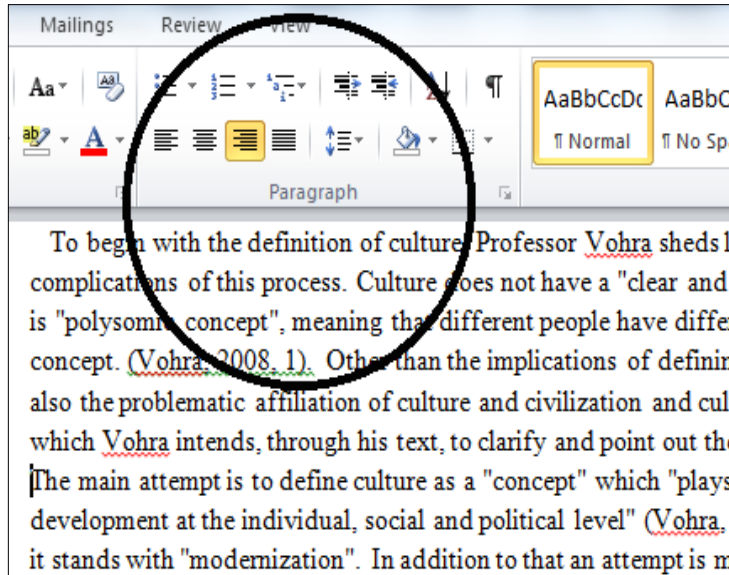 Mailings Review View
Aa
ab A
AaBbCcDc AaBbC
¶ Normal ¶ No Sp
Paragraph
To begin with the definition of culture, Professor Vohra sheds
complications of this process. Culture does not have a "clear and
is "polysomic concept", meaning that different people have differe
concept. (Vohra, 2008, 1). Other than the implications of definin
also the problematic affiliation of culture and civilization and cul
which Vohra intends, through his text, to clarify and point out the
The main attempt is to define culture as a "concept" which "plays
development at the individual, social and political level" (Vohra,
it stands with "modernization". In addition to that an attempt is m